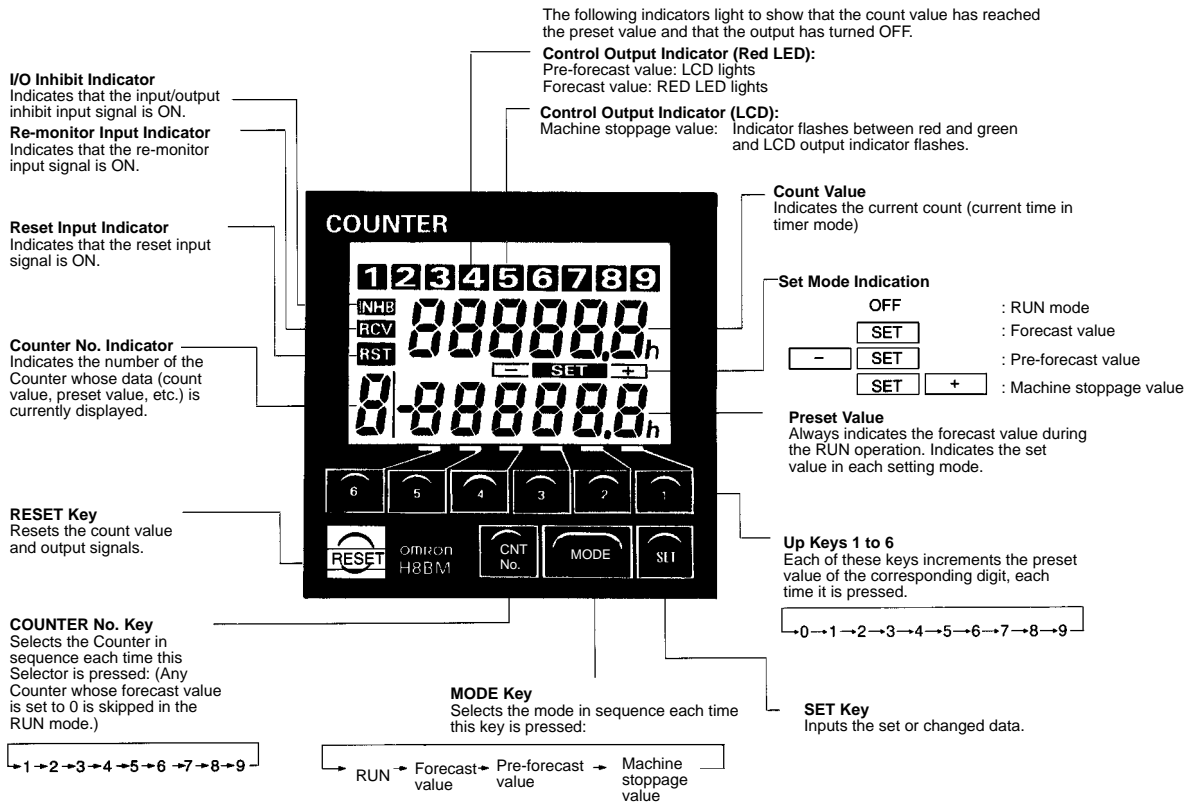 The following indicators light to show that the count value has reached
the preset value and that the output has turned OFF.
Control Output Indicator (Red LED):
Pre-forecast value: LCD lights
Forecast value: RED LED lights
Control Output Indicator (LCD):
Machine stoppage value: Indicator flashes between red and green
and LCD output indicator flashes.
I/O Inhibit Indicator
Indicates that the input/output
inhibit input signal is ON.
Re-monitor Input Indicator
Indicates that the re-monitor
input signal is ON.
Reset Input Indicator
Indicates that the reset input
signal is ON.
Counter No. Indicator
Indicates the number of the
Counter whose data (count
value, preset value, etc.) is
currently displayed.
RESET Key
Resets the count value
and output signals.
COUNTER No. Key
Selects the Counter in
sequence each time this
Selector is pressed: (Any
Counter whose forecast value
is set to 0 is skipped in the
RUN mode.)
→1→2→3→4→5→6→7→8→9
COUNTER
1 2 3 4 5 6 7 8 9
NHB
888888.8h
RCV
RST
− SET +
8 -88888.8h
6 5 4 3 2 1
RESET
OMRON
H8BM
CNT
No.
MODE
SET
Count Value
Indicates the current count (current time in
timer mode)
Set Mode Indication
OFF : RUN mode
SET : Forecast value
− SET : Pre-forecast value
SET + : Machine stoppage value
Preset Value
Always indicates the forecast value during
the RUN operation. Indicates the set
value in each setting mode.
Up Keys 1 to 6
Each of these keys increments the preset
value of the corresponding digit, each
time it is pressed.
→0→1→2→3→4→5→6→7→8→9
MODE Key
Selects the mode in sequence each time
this key is pressed:
→ RUN → Forecast value → Pre-forecast value → Machine stoppage value
SET Key
Inputs the set or changed data.